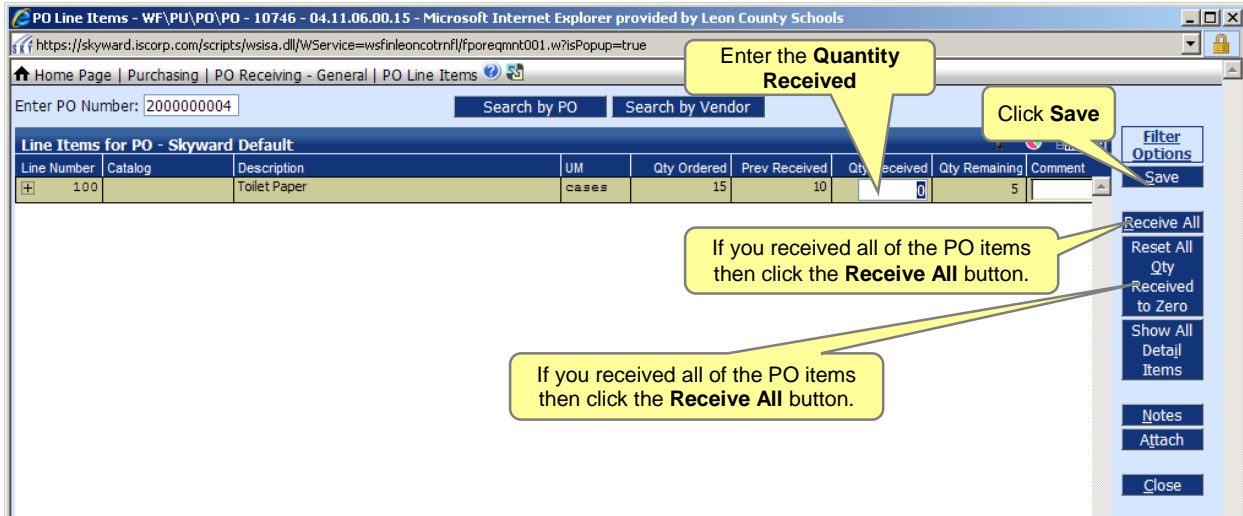 PO Line Items - WF\PU\PO\PO - 10746 - 04.11.06.00.15 - Microsoft Internet Explorer provided by Leon County Schools
https://skyward.iscorp.com/scripts/wsisa.dll/WService=wsfinleoncotrnfl/fporeqmnt001.w?isPopup=true
Home Page | Purchasing | PO Receiving - General | PO Line Items
Enter the Quantity
Received
Enter PO Number: 2000000004
Search by PO
Search by Vendor
Click Save
Line Items for PO - Skyward Default
Filter
Options
Line Number Catalog Description UM Qty Ordered Prev Received Qty Received Qty Remaining Comment
100 Toilet Paper cases 15 10 0 5
Save
Receive All
If you received all of the PO items
then click the Receive All button.
Reset All
Qty
Received
to Zero
Show All
Detail
Items
If you received all of the PO items
then click the Receive All button.
Notes
Attach
Close